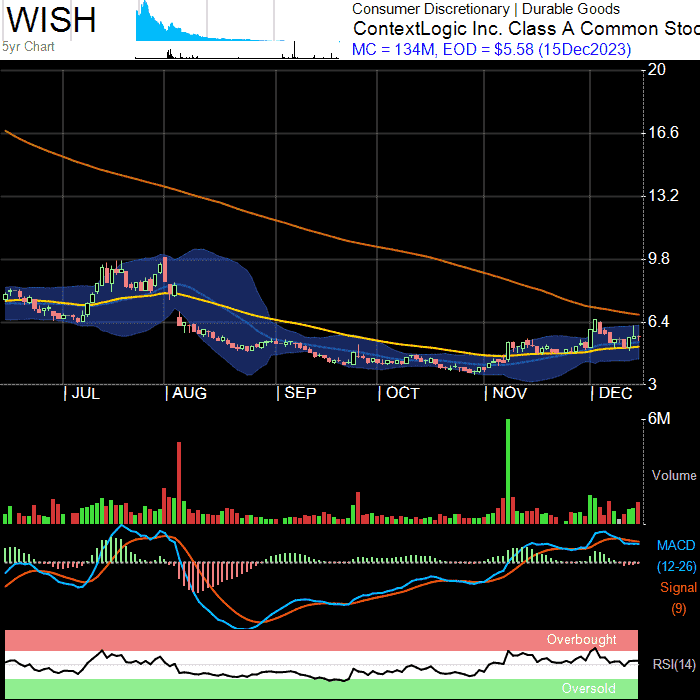 WISH
5yr Chart
Consumer Discretionary | Durable Goods
ContextLogic Inc. Class A Common Stoc
MC = 134M, EOD = $5.58 (15Dec2023)
20
16.6
13.2
9.8
6.4
3
| JUL | AUG | SEP | OCT | NOV | DEC
6M
Volume
MACD
(12-26)
Signal
(9)
Overbought
RSI(14)
Oversold